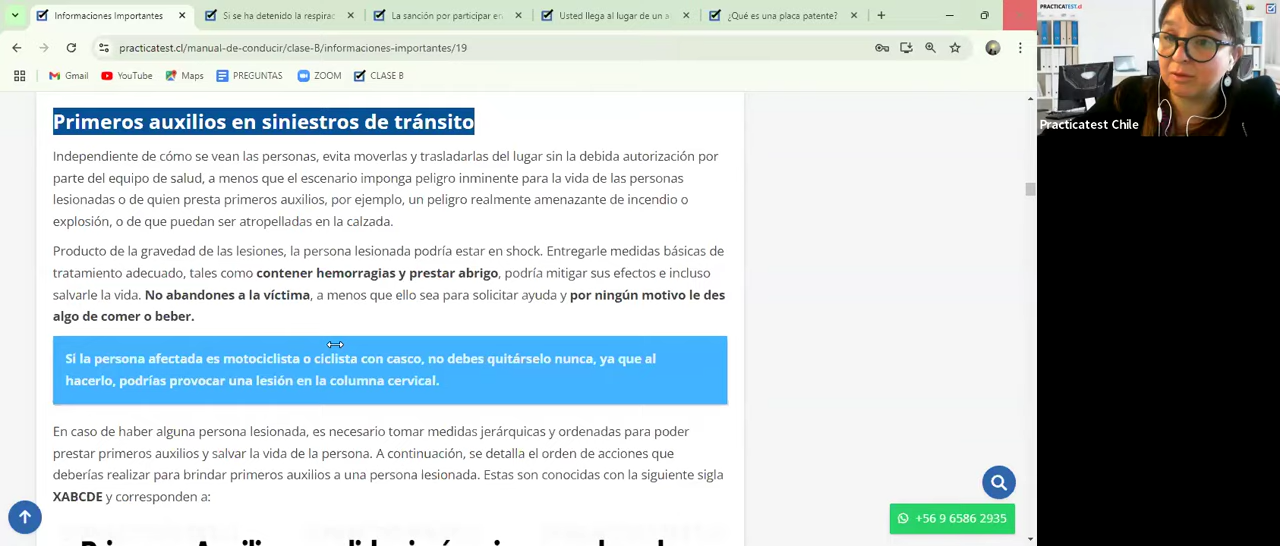 Informaciones Importantes
Si se ha detenido la respirac
La sanción por participar en
Usted llega al lugar de un a
¿Qué es una placa patente?
practicatest.cl/manual-de-conducir/clase-B/informaciones-importantes/19
Gmail YouTube Maps PREGUNTAS ZOOM CLASE B
PRACTICATEST.cl
Practicatest Chile
Primeros auxilios en siniestros de tránsito
Independiente de cómo se vean las personas, evita moverlas y trasladarlas del lugar sin la debida autorización por
parte del equipo de salud, a menos que el escenario imponga peligro inminente para la vida de las personas
lesionadas o de quien presta primeros auxilios, por ejemplo, un peligro realmente amenazante de incendio o
explosión, o de que puedan ser atropelladas en la calzada.
Producto de la gravedad de las lesiones, la persona lesionada podría estar en shock. Entregarle medidas básicas de
tratamiento adecuado, tales como contener hemorragias y prestar abrigo, podría mitigar sus efectos e incluso
salvarle la vida. No abandones a la víctima, a menos que ello sea para solicitar ayuda y por ningún motivo le des
algo de comer o beber.
Si la persona afectada es motociclista o ciclista con casco, no debes quitárselo nunca, ya que al
hacerlo, podrías provocar una lesión en la columna cervical.
En caso de haber alguna persona lesionada, es necesario tomar medidas jerárquicas y ordenadas para poder
prestar primeros auxilios y salvar la vida de la persona. A continuación, se detalla el orden de acciones que
deberías realizar para brindar primeros auxilios a una persona lesionada. Estas son conocidas con la siguiente sigla
XABCDE y corresponden a:
+56 9 6586 2935